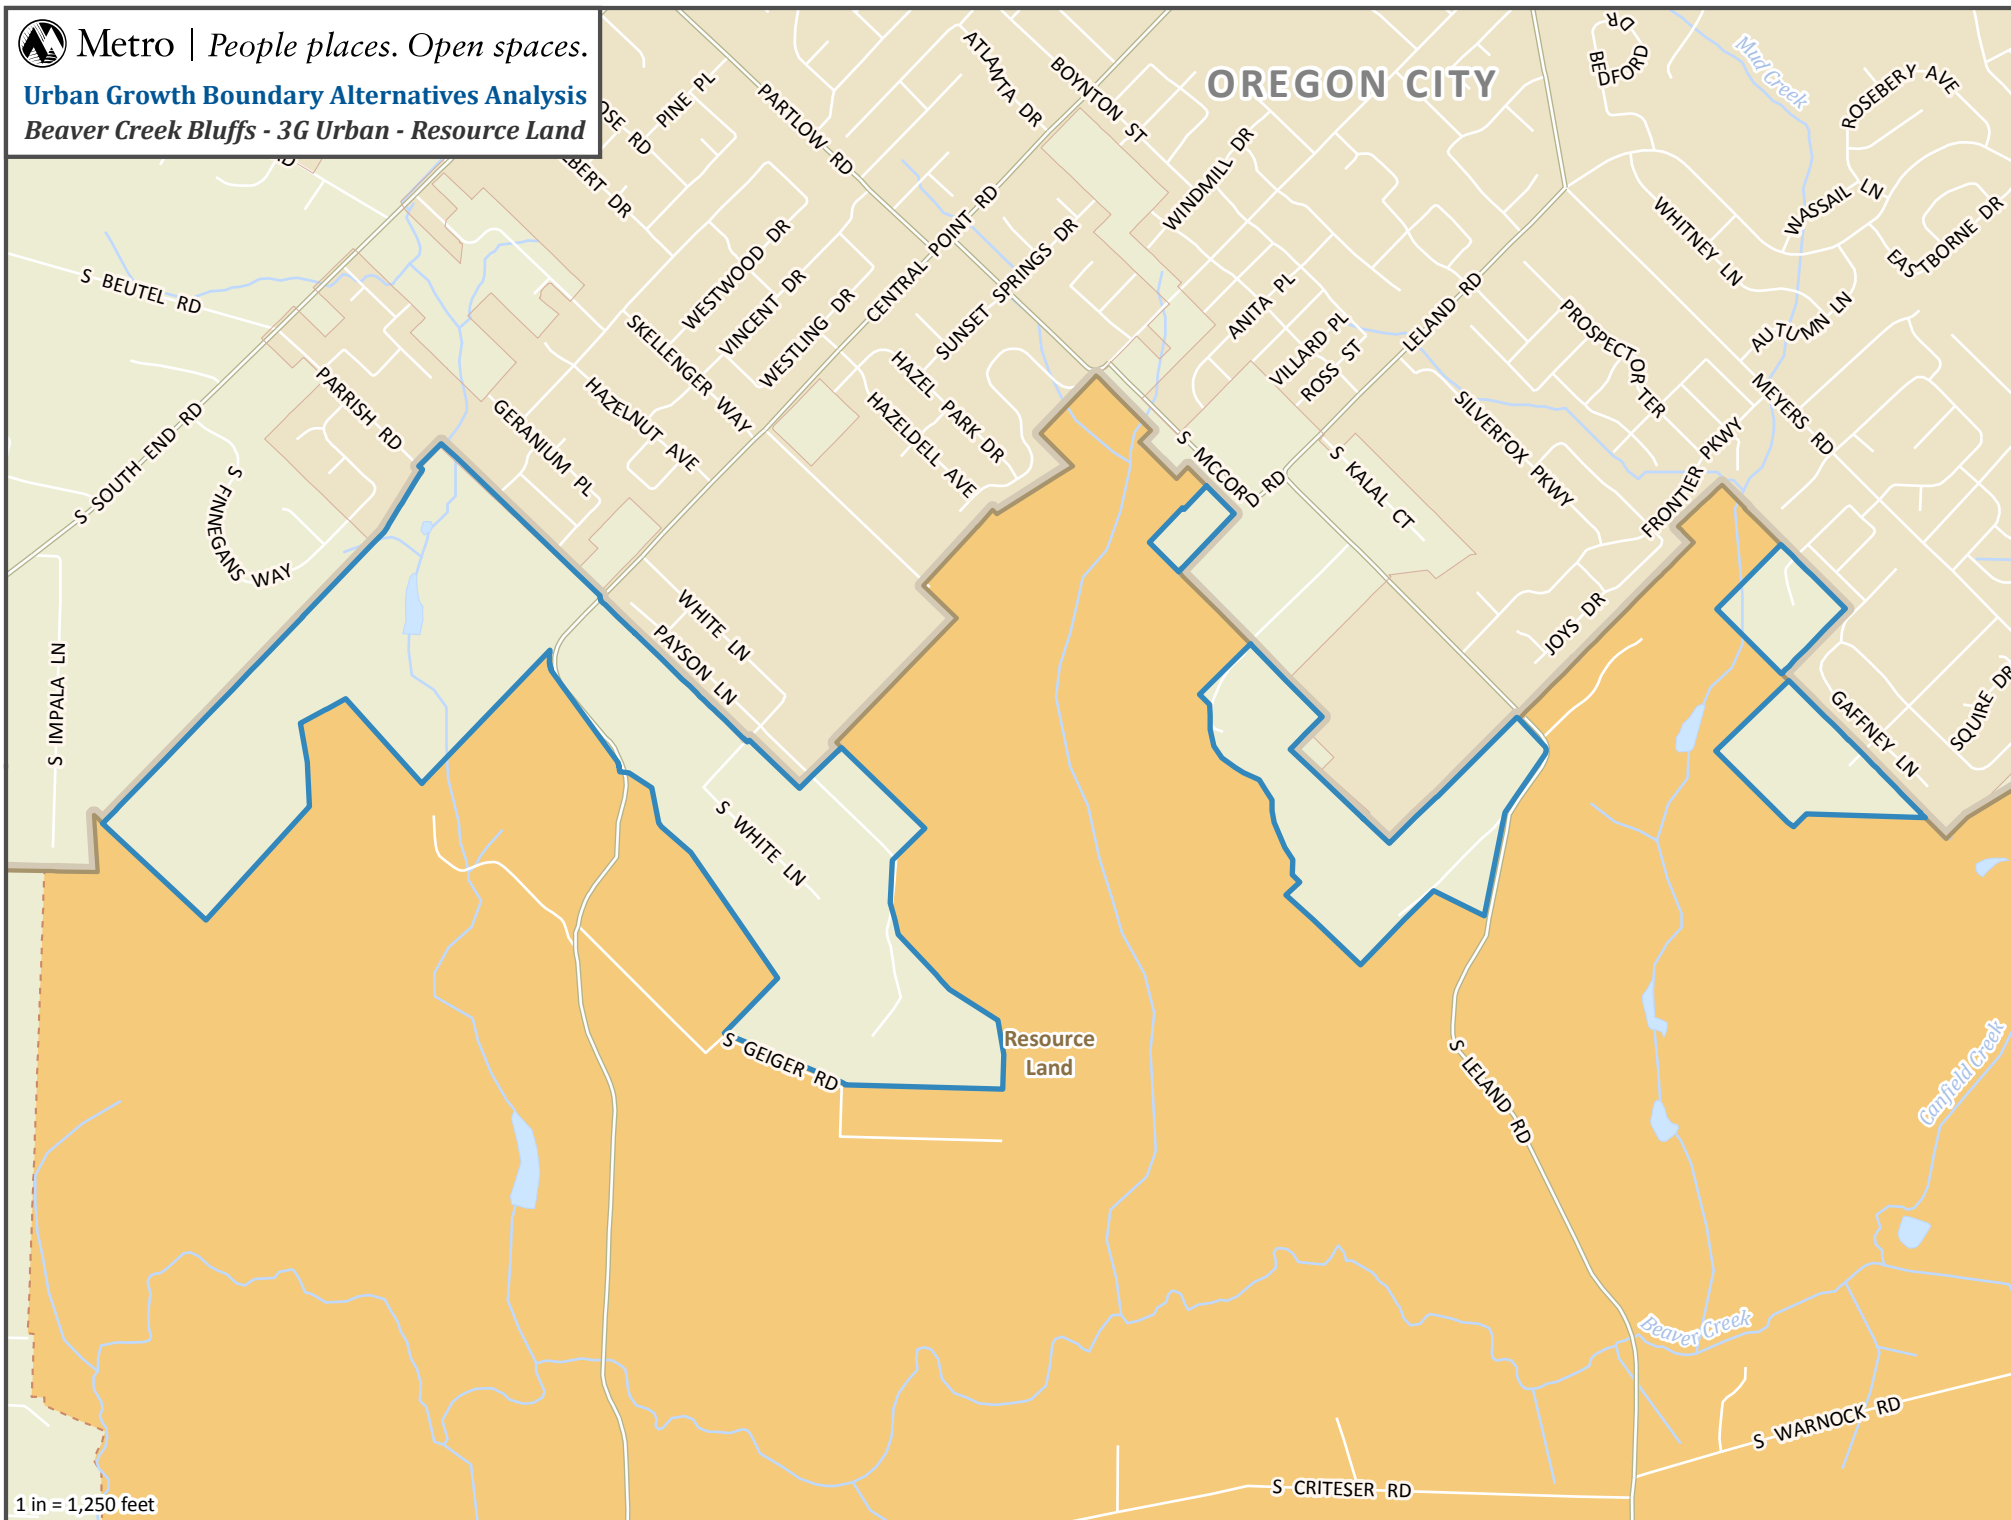 Metro | People places. Open spaces.
Urban Growth Boundary Alternatives Analysis
Beaver Creek Bluffs - 3G Urban - Resource Land
OREGON CITY
PINE PL
PARTLOW RD
ATLANTA DR
BOYNTON ST
WINDMILL DR
BEDFORD DR
Mud Creek
ROSEBERY AVE
WASSAIL LN
WHITNEY LN
EASTBORNE DR
AUTUMN LN
S BEUTEL RD
WESTWOOD DR
VINCENT DR
WESTLING DR
CENTRAL POINT RD
SUNSET SPRINGS DR
SKELLENGER WAY
HAZEL PARK DR
HAZELDELL AVE
ANITA PL
VILLARD PL
ROSS ST
LELAND RD
PROSPECTOR TER
MEYERS RD
SILVERFOX PKWY
FRONTIER PKWY
PARRISH RD
GERANIUM PL
HAZELNUT AVE
S SOUTH END RD
S FINNEGANS WAY
S MCCORD RD
S KALAL CT
S IMPALA LN
WHITE LN
PAYSON LN
JOYS DR
GAFFNEY LN
SQUIRE DR
S WHITE LN
S GEIGER RD
Resource
Land
S LELAND RD
Canfield Creek
Beaver Creek
S WARNOCK RD
S CRITESER RD
1 in = 1,250 feet